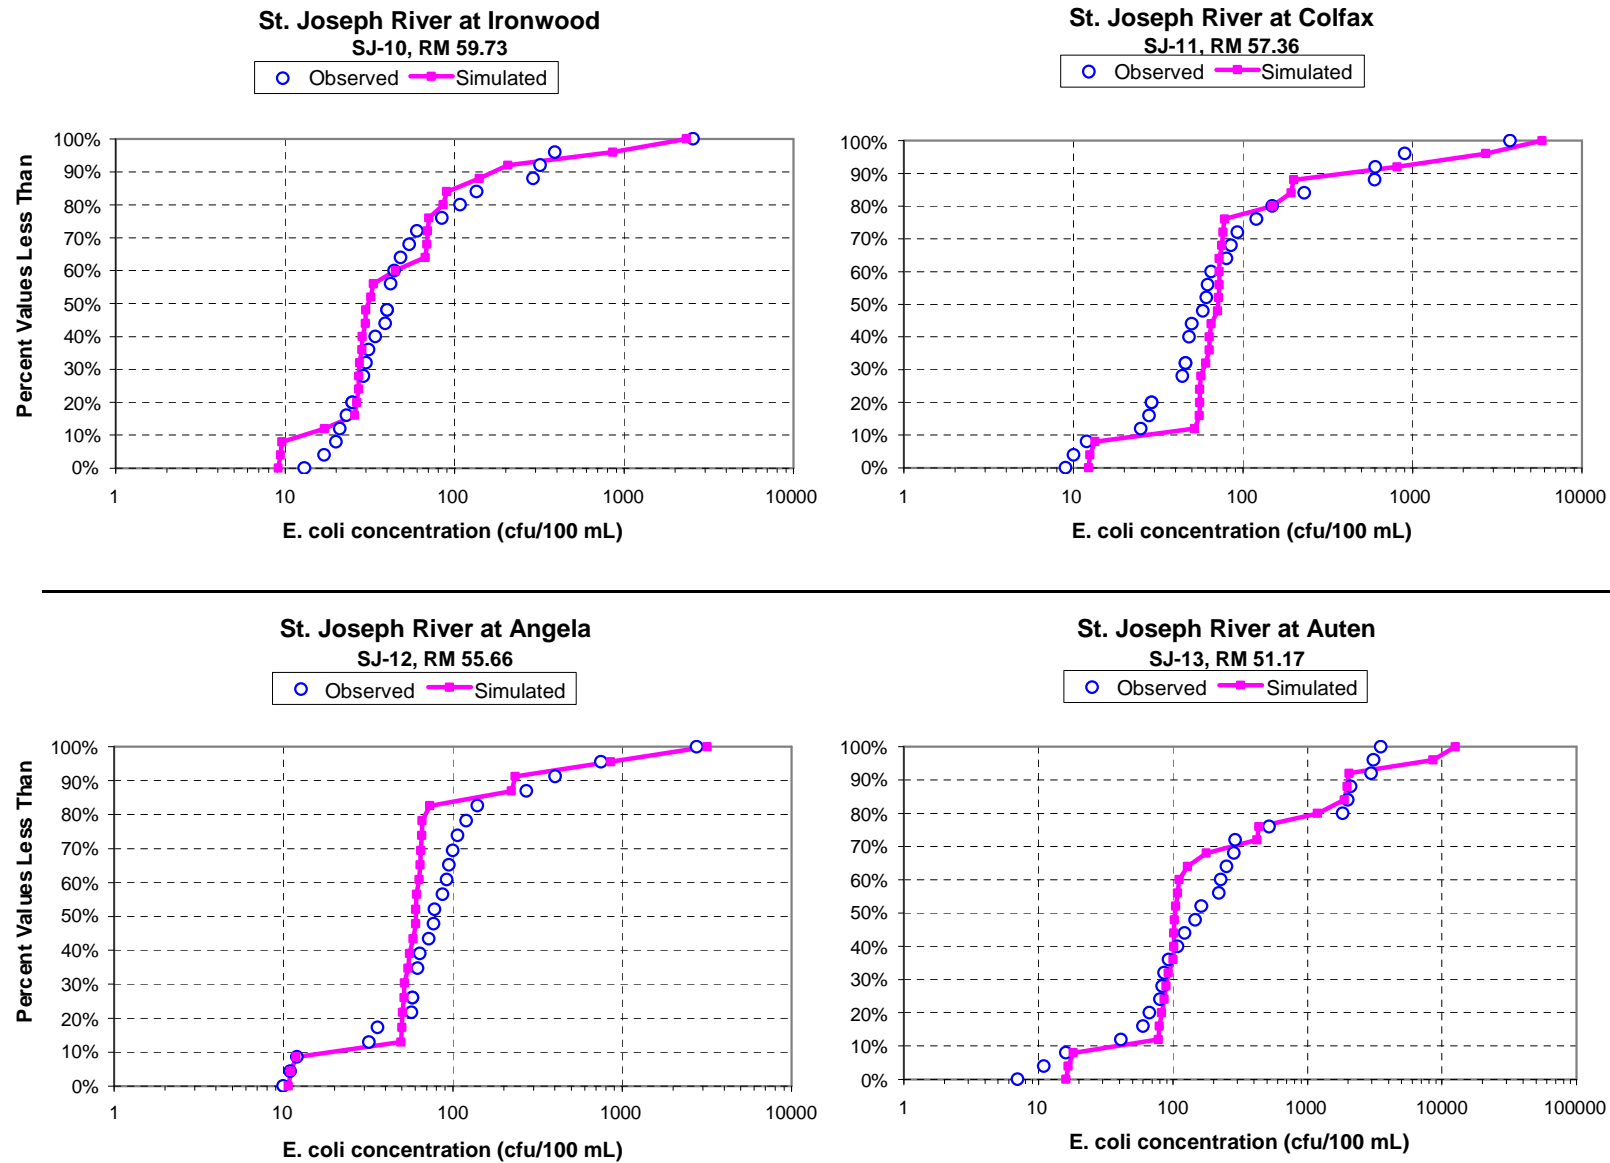 St. Joseph River at Ironwood
SJ-10, RM 59.73
Observed Simulated
Percent Values Less Than
100%
90%
80%
70%
60%
50%
40%
30%
20%
10%
0%
1 10 100 1000 10000
E. coli concentration (cfu/100 mL)
St. Joseph River at Colfax
SJ-11, RM 57.36
Observed Simulated
100%
90%
80%
70%
60%
50%
40%
30%
20%
10%
0%
1 10 100 1000 10000
E. coli concentration (cfu/100 mL)
St. Joseph River at Angela
SJ-12, RM 55.66
Observed Simulated
Percent Values Less Than
100%
90%
80%
70%
60%
50%
40%
30%
20%
10%
0%
1 10 100 1000 10000
E. coli concentration (cfu/100 mL)
St. Joseph River at Auten
SJ-13, RM 51.17
Observed Simulated
100%
90%
80%
70%
60%
50%
40%
30%
20%
10%
0%
1 10 100 1000 10000 100000
E. coli concentration (cfu/100 mL)